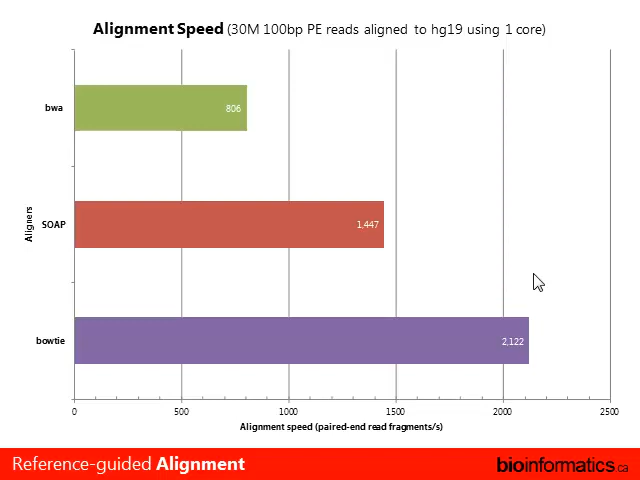 Alignment Speed (30M 100bp PE reads aligned to hg19 using 1 core)
bwa
806
Aligners
SOAP
1,447
bowtie
2,122
0 500 1000 1500 2000 2500
Alignment speed (paired-end read fragments/s)
Reference-guided Alignment
bioinformatics.ca